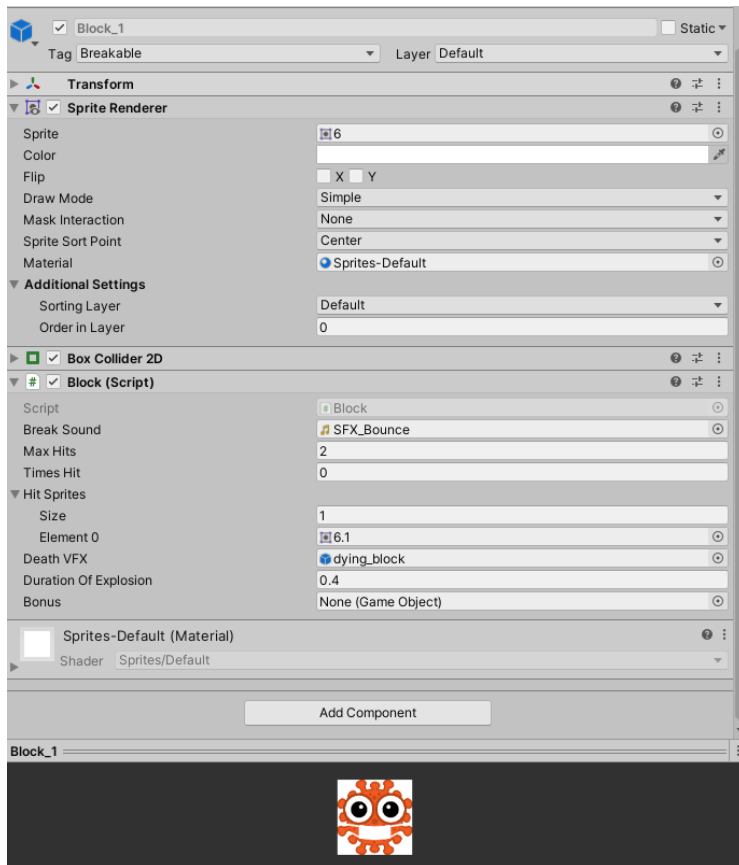 Block_1 Static
Tag Breakable Layer Default
Transform
Sprite Renderer
Sprite 6
Color
Flip X Y
Draw Mode Simple
Mask Interaction None
Sprite Sort Point Center
Material Sprites-Default
Additional Settings
Sorting Layer Default
Order in Layer 0
Box Collider 2D
# Block (Script)
Script # Block
Break Sound SFX_Bounce
Max Hits 2
Times Hit 0
Hit Sprites
Size 1
Element 0 6.1
Death VFX dying_block
Duration Of Explosion 0.4
Bonus None (Game Object)
Sprites-Default (Material)
Shader Sprites/Default
Add Component
Block_1